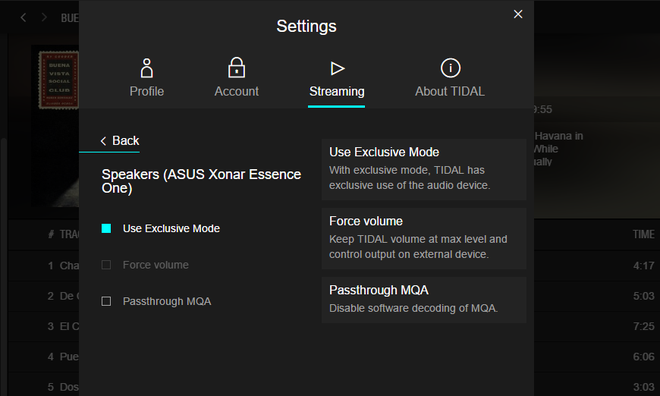 BUE
Settings
Profile
Account
Streaming
About TIDAL
BUENA
VISTA
SOCIAL
CLUB
9:55
Havana in
While
nally
Back
Speakers (ASUS Xonar Essence
One)
Use Exclusive Mode
Force volume
Passthrough MQA
Use Exclusive Mode
With exclusive mode, TIDAL has
exclusive use of the audio device.
Force volume
Keep TIDAL volume at max level and
control output on external device.
Passthrough MQA
Disable software decoding of MQA.
# TRAC TIME
1 Cha 4:17
2 De C 5:03
3 El C 7:25
4 Pue 6:06
5 Dos 3:03